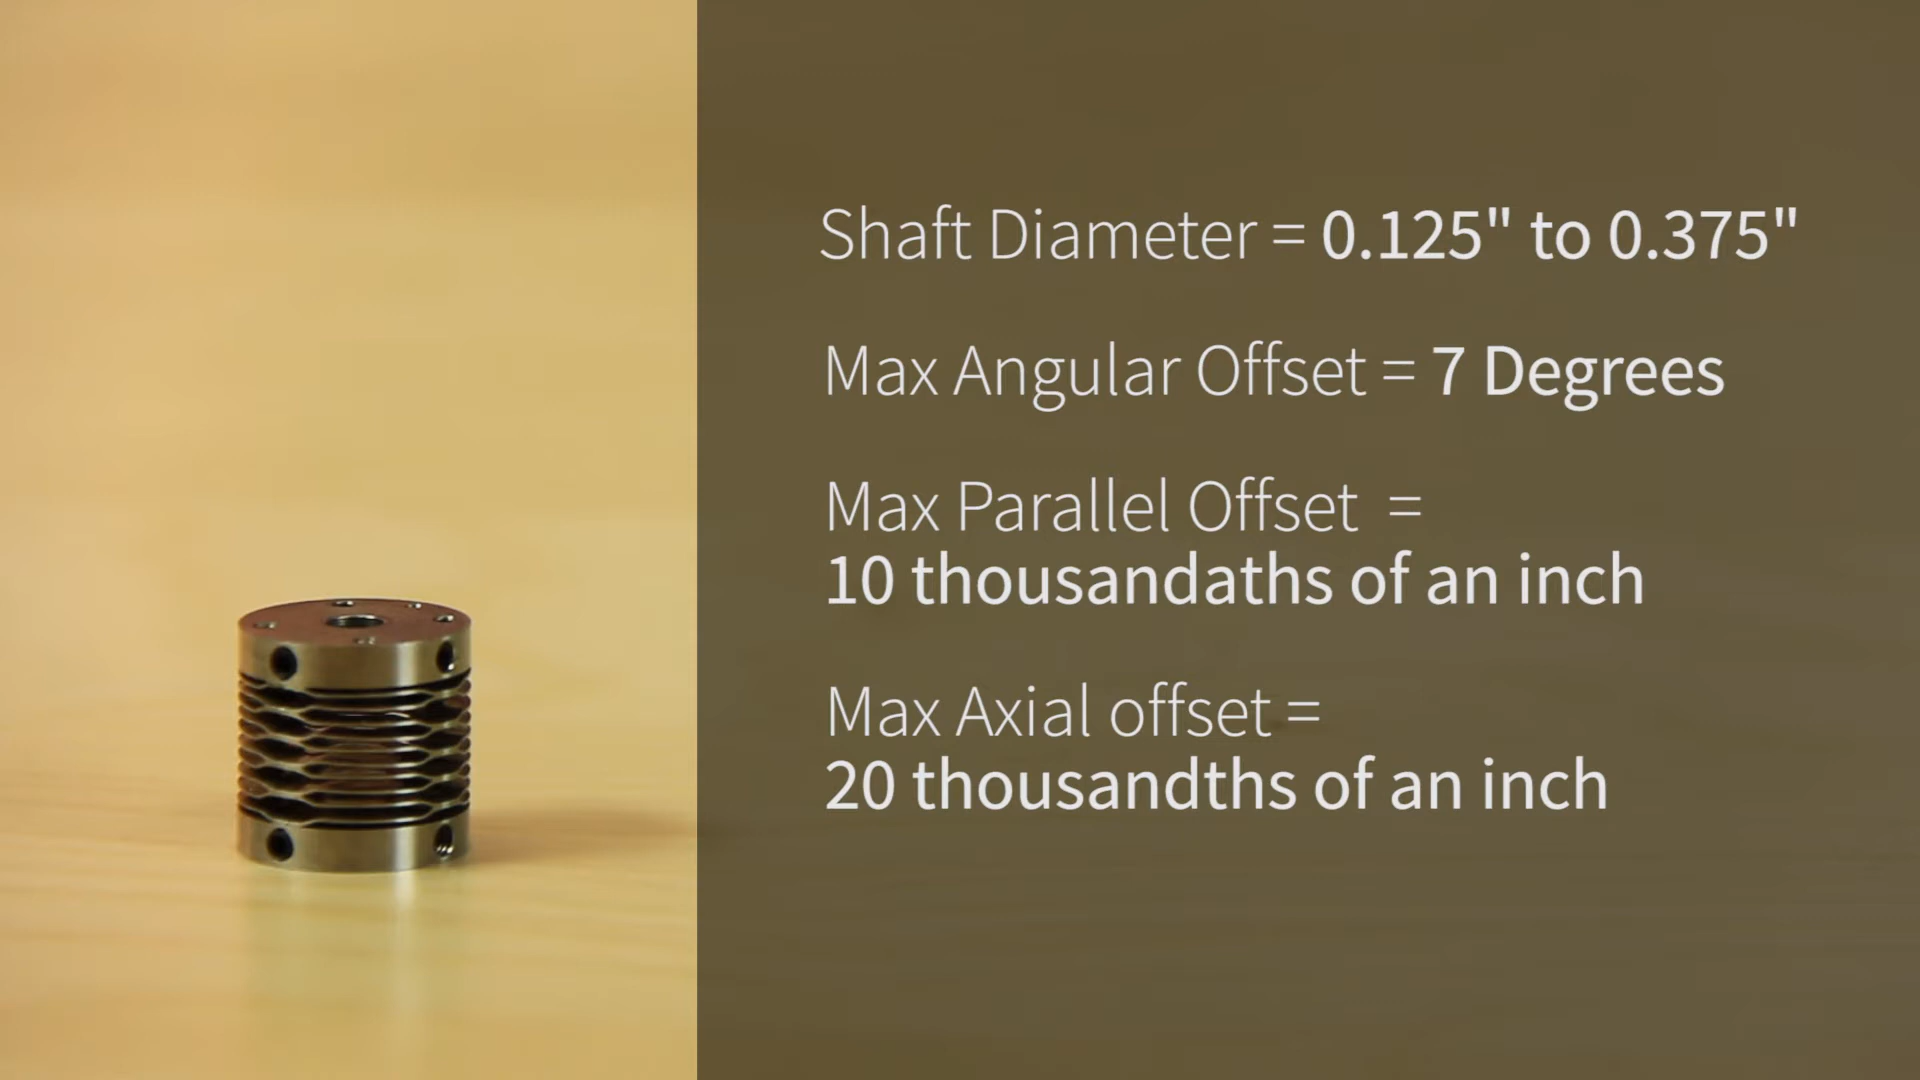 Shaft Diameter = 0.125" to 0.375"
Max Angular Offset = 7 Degrees
Max Parallel Offset =
10 thousandaths of an inch
Max Axial offset =
20 thousandths of an inch